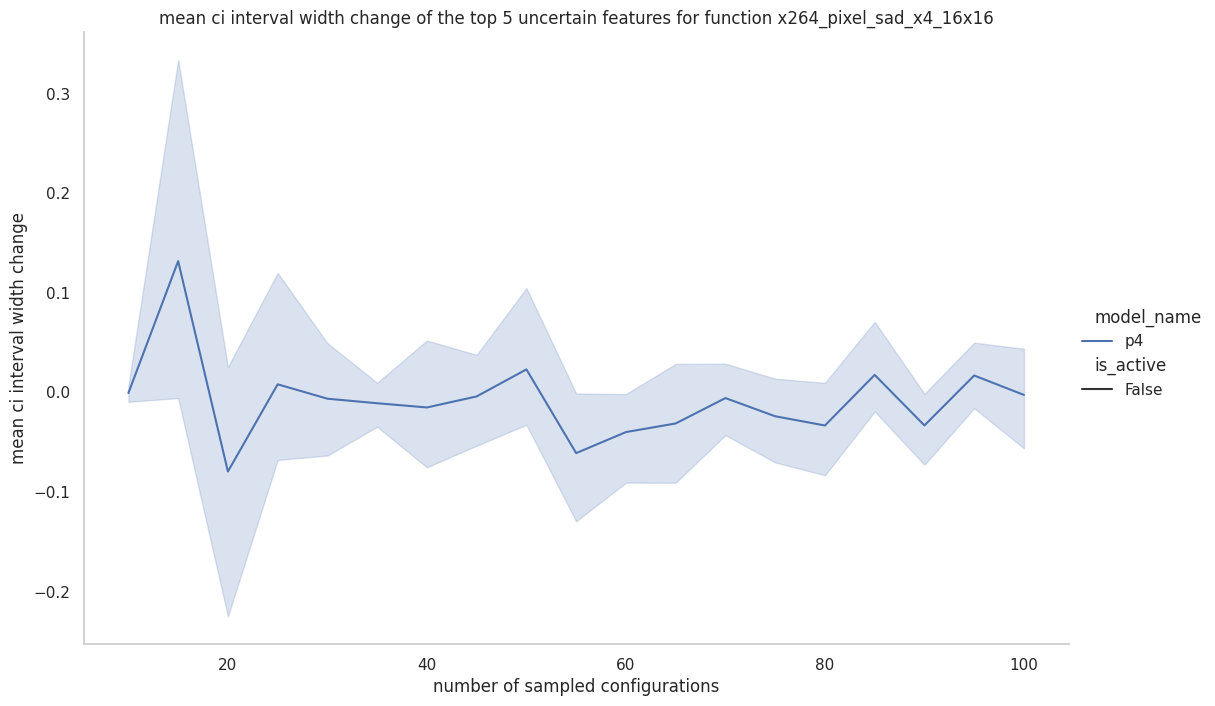 mean ci interval width change of the top 5 uncertain features for function x264_pixel_sad_x4_16x16
mean ci interval width change
0.3
0.2
0.1
0.0
−0.1
−0.2
20
40
60
80
100
number of sampled configurations
model_name
p4
is_active
False